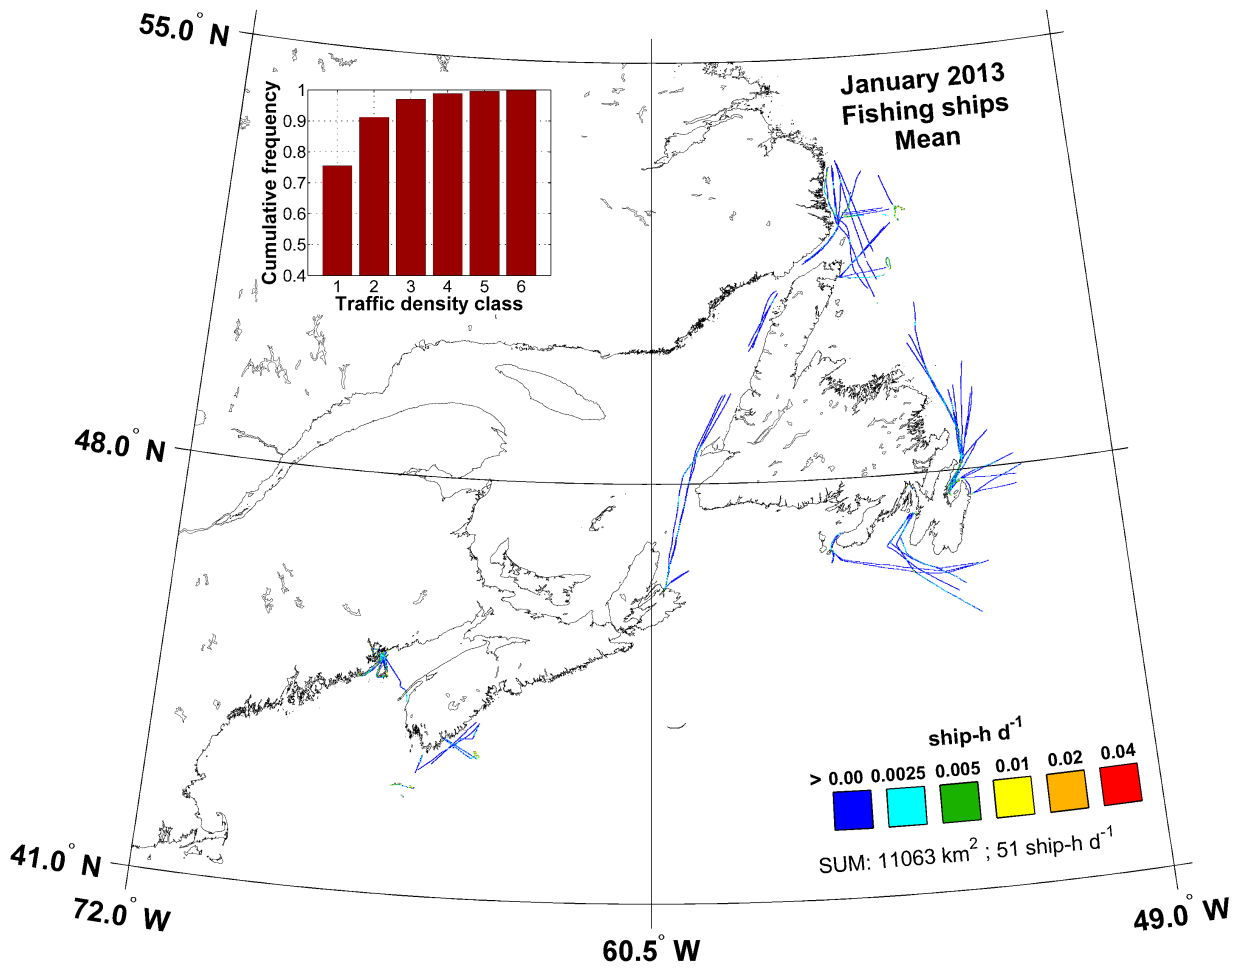 55.0° N
January 2013
Fishing ships
Mean
Cumulative frequency
1
0.9
0.8
0.7
0.6
0.5
0.4
1 2 3 4 5 6
Traffic density class
48.0° N
ship-h d⁻¹
> 0.00 0.0025 0.005 0.01 0.02 0.04
SUM: 11063 km² ; 51 ship-h d⁻¹
41.0° N
72.0° W
60.5° W
49.0° W